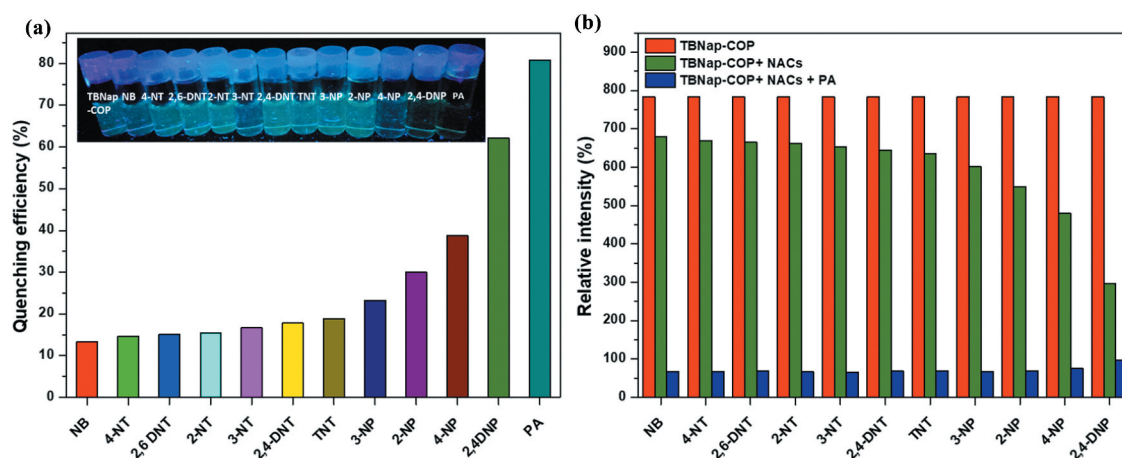 (a)
Quenching efficiency (%)
80
70
60
50
40
30
20
10
0
TBNap NB 4-NT 2,6-DNT 2-NT 3-NT 2,4-DNT TNT 3-NP 2-NP 4-NP 2,4-DNP PA
-COP
NB 4-NT 2,6 DNT 2-NT 3-NT 2,4-DNT TNT 3-NP 2-NP 4-NP 2,4DNP PA
(b)
Relative intensity (%)
900
850
800
700
600
500
400
300
200
100
0
TBNap-COP
TBNap-COP+ NACs
TBNap-COP+ NACs + PA
NB 4-NT 2,6-DNT 2-NT 3-NT 2,4-DNT TNT 3-NP 2-NP 4-NP 2,4-DNP